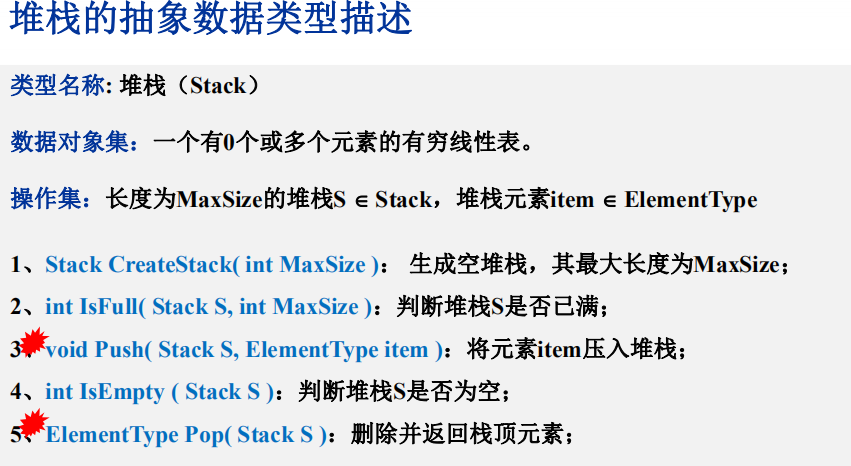 堆栈的抽象数据类型描述
类型名称: 堆栈（Stack）
数据对象集：一个有0个或多个元素的有穷线性表。
操作集：长度为MaxSize的堆栈S ∈ Stack，堆栈元素item ∈ ElementType
1、Stack CreateStack( int MaxSize )： 生成空堆栈，其最大长度为MaxSize；
2、int IsFull( Stack S, int MaxSize )：判断堆栈S是否已满；
3、void Push( Stack S, ElementType item )：将元素item压入堆栈；
4、int IsEmpty ( Stack S )：判断堆栈S是否为空；
5、ElementType Pop( Stack S )：删除并返回栈顶元素；